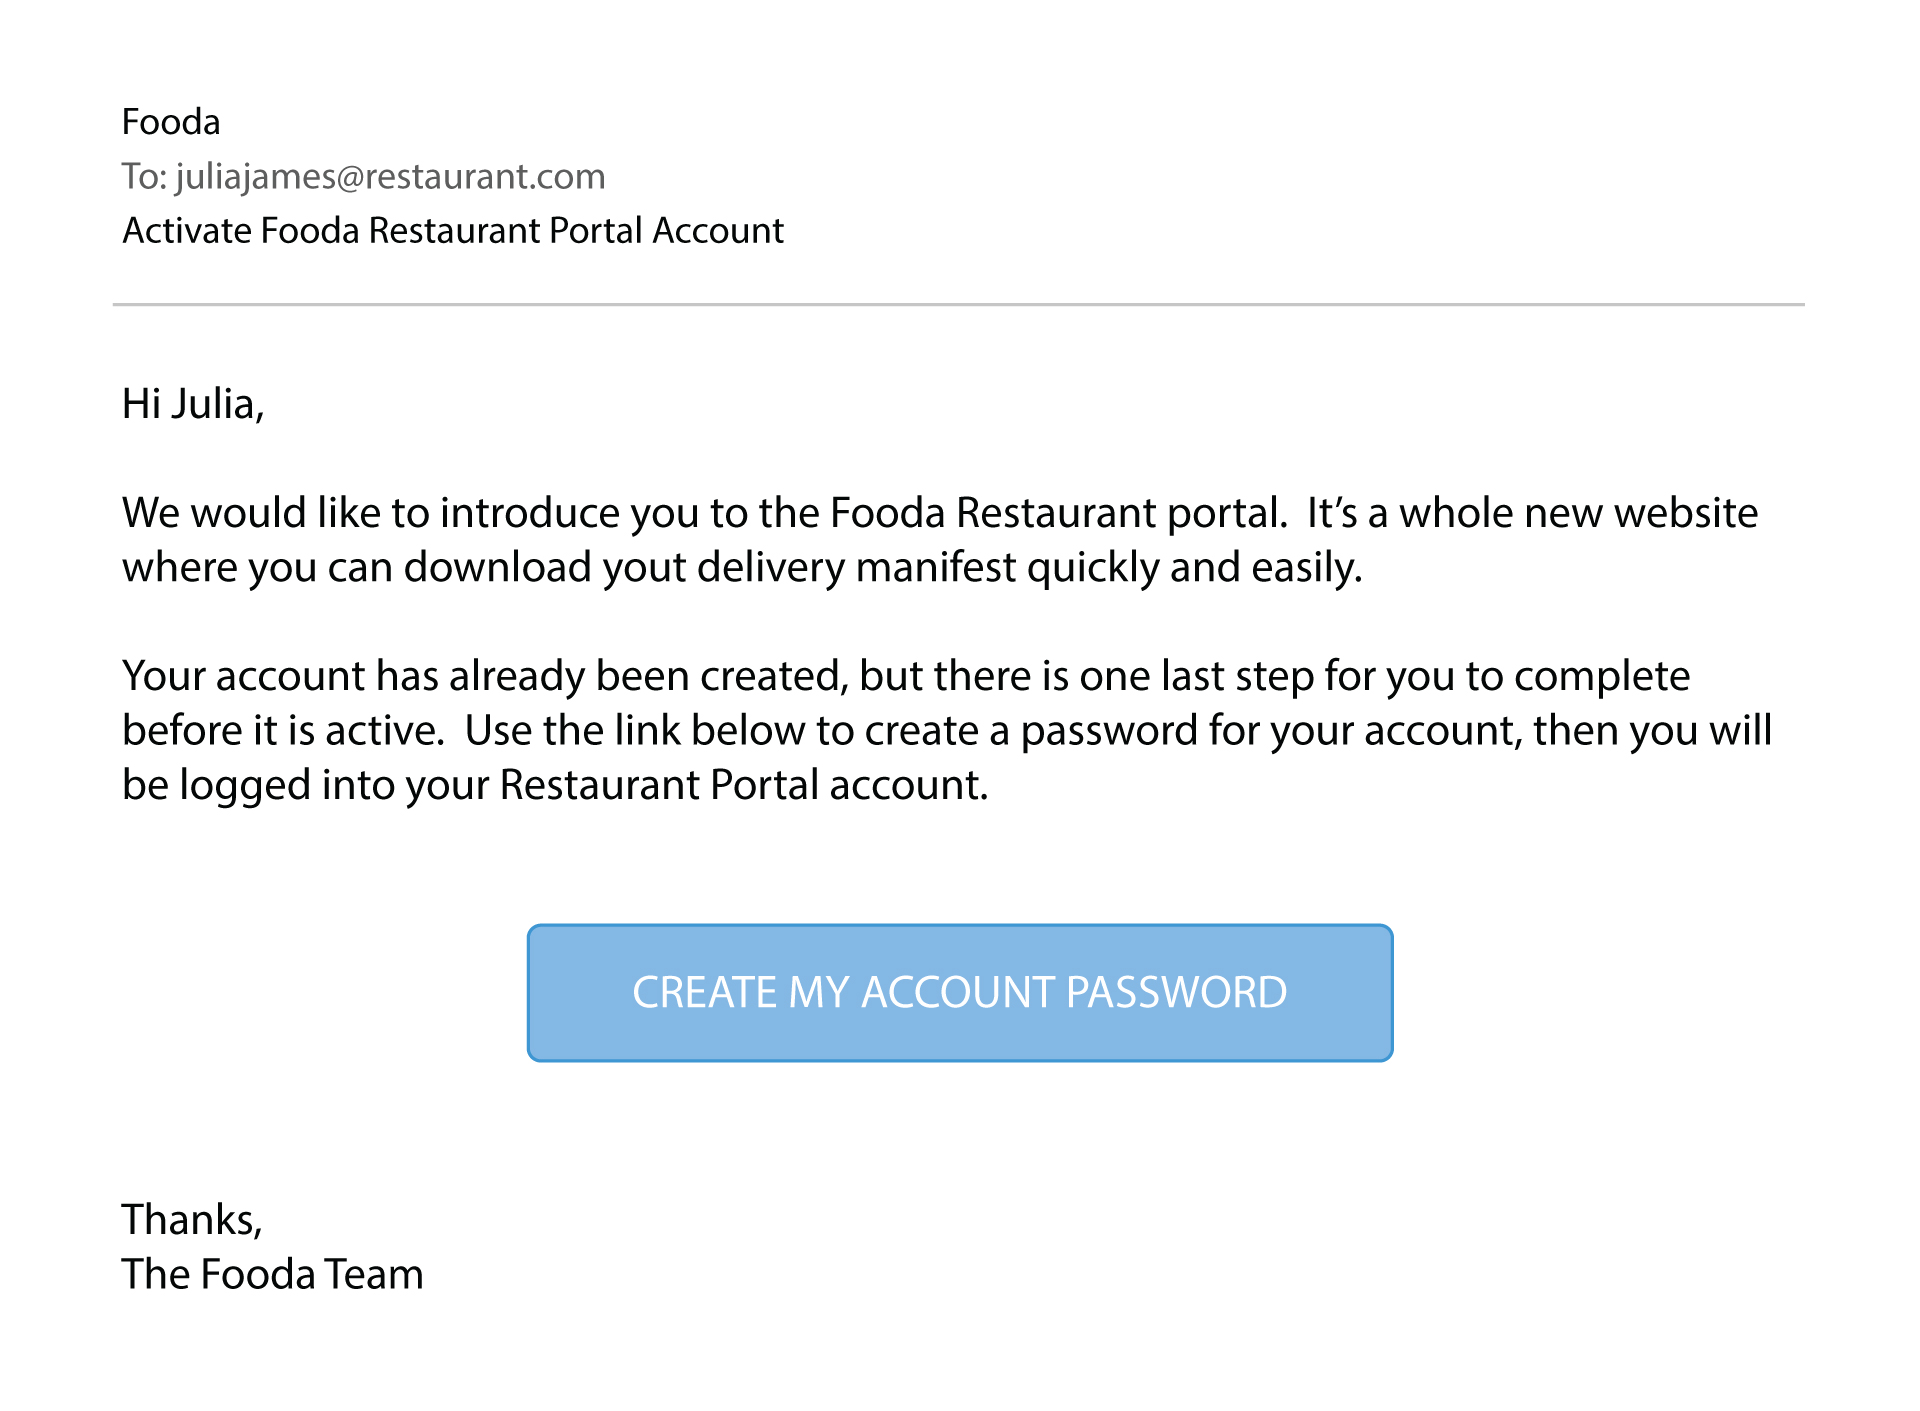 Fooda
To: juliajames@restaurant.com
Activate Fooda Restaurant Portal Account
Hi Julia,
We would like to introduce you to the Fooda Restaurant portal.  It’s a whole new website
where you can download yout delivery manifest quickly and easily.
Your account has already been created, but there is one last step for you to complete
before it is active.  Use the link below to create a password for your account, then you will
be logged into your Restaurant Portal account.
CREATE MY ACCOUNT PASSWORD
Thanks,
The Fooda Team